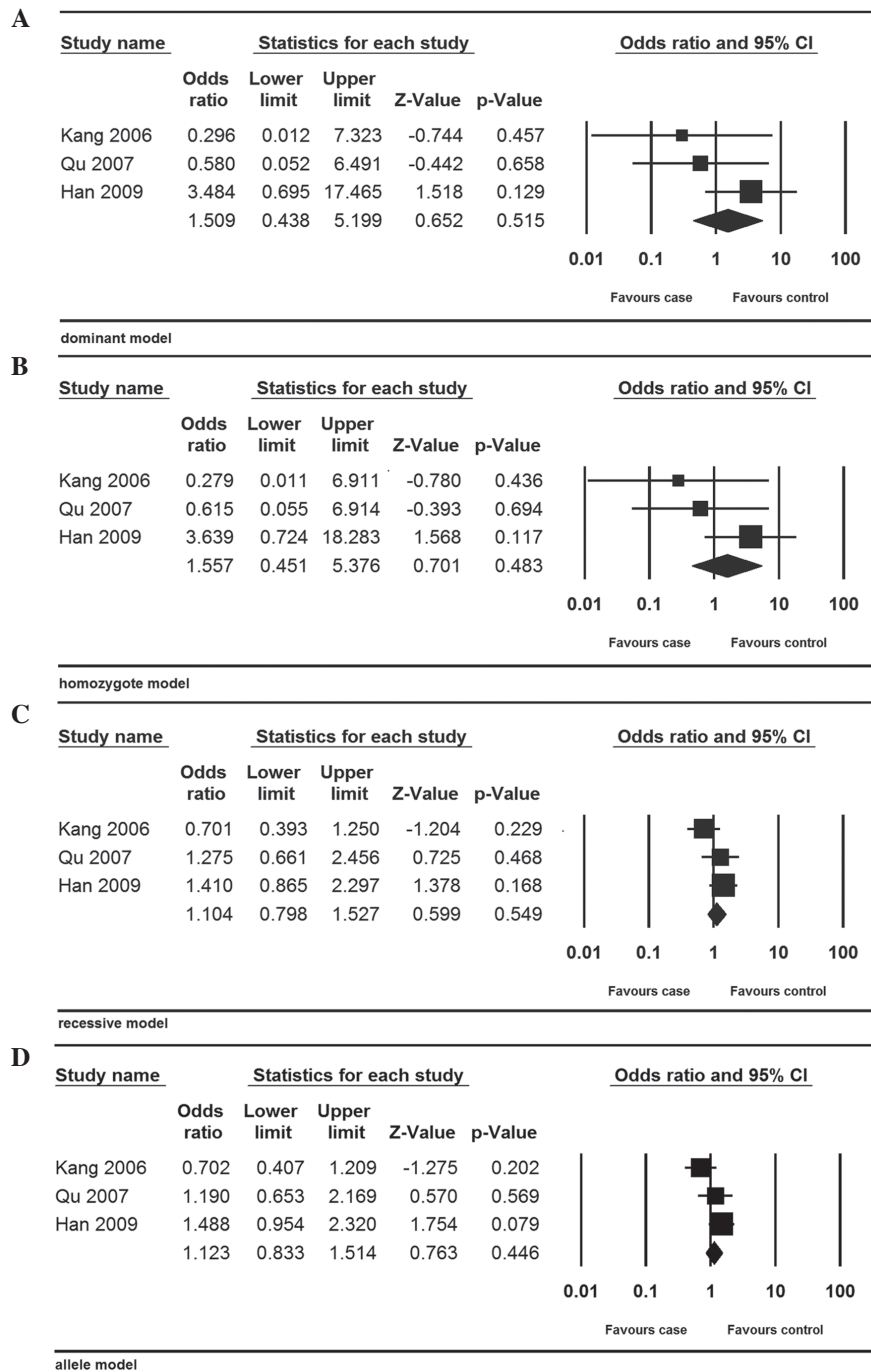 A
Study name Statistics for each study Odds ratio and 95% CI
Odds Lower Upper
ratio limit limit Z-Value p-Value
Kang 2006 0.296 0.012 7.323 -0.744 0.457
Qu 2007 0.580 0.052 6.491 -0.442 0.658
Han 2009 3.484 0.695 17.465 1.518 0.129
1.509 0.438 5.199 0.652 0.515
0.01 0.1 1 10 100
Favours case Favours control
dominant model
B
Study name Statistics for each study Odds ratio and 95% CI
Odds Lower Upper
ratio limit limit Z-Value p-Value
Kang 2006 0.279 0.011 6.911 -0.780 0.436
Qu 2007 0.615 0.055 6.914 -0.393 0.694
Han 2009 3.639 0.724 18.283 1.568 0.117
1.557 0.451 5.376 0.701 0.483
0.01 0.1 1 10 100
Favours case Favours control
homozygote model
C
Study name Statistics for each study Odds ratio and 95% CI
Odds Lower Upper
ratio limit limit Z-Value p-Value
Kang 2006 0.701 0.393 1.250 -1.204 0.229
Qu 2007 1.275 0.661 2.456 0.725 0.468
Han 2009 1.410 0.865 2.297 1.378 0.168
1.104 0.798 1.527 0.599 0.549
0.01 0.1 1 10 100
Favours case Favours control
recessive model
D
Study name Statistics for each study Odds ratio and 95% CI
Odds Lower Upper
ratio limit limit Z-Value p-Value
Kang 2006 0.702 0.407 1.209 -1.275 0.202
Qu 2007 1.190 0.653 2.169 0.570 0.569
Han 2009 1.488 0.954 2.320 1.754 0.079
1.123 0.833 1.514 0.763 0.446
0.01 0.1 1 10 100
Favours case Favours control
allele model